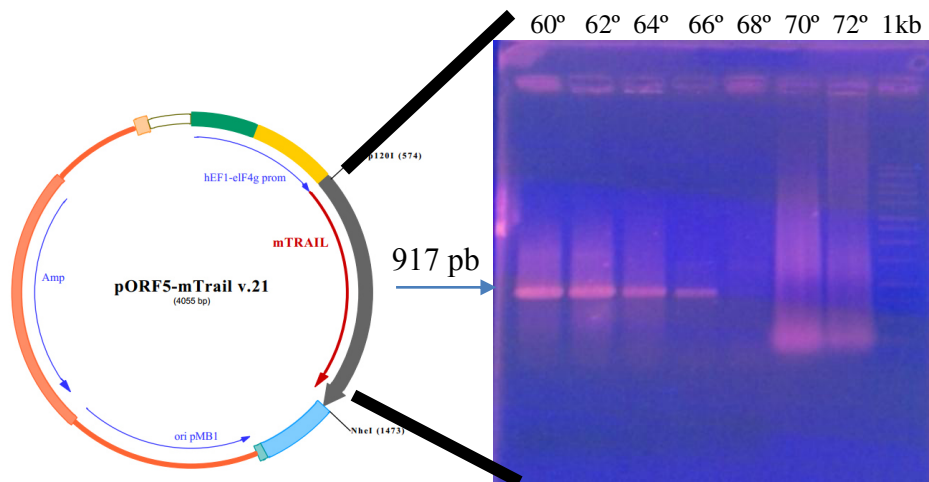 60º 62º 64º 66º 68º 70º 72º 1kb
p120I (574)
hEF1-eIF4g prom
mTRAIL
917 pb
Amp
pORF5-mTrail v.21
(4055 bp)
ori pMB1
NheI (1473)